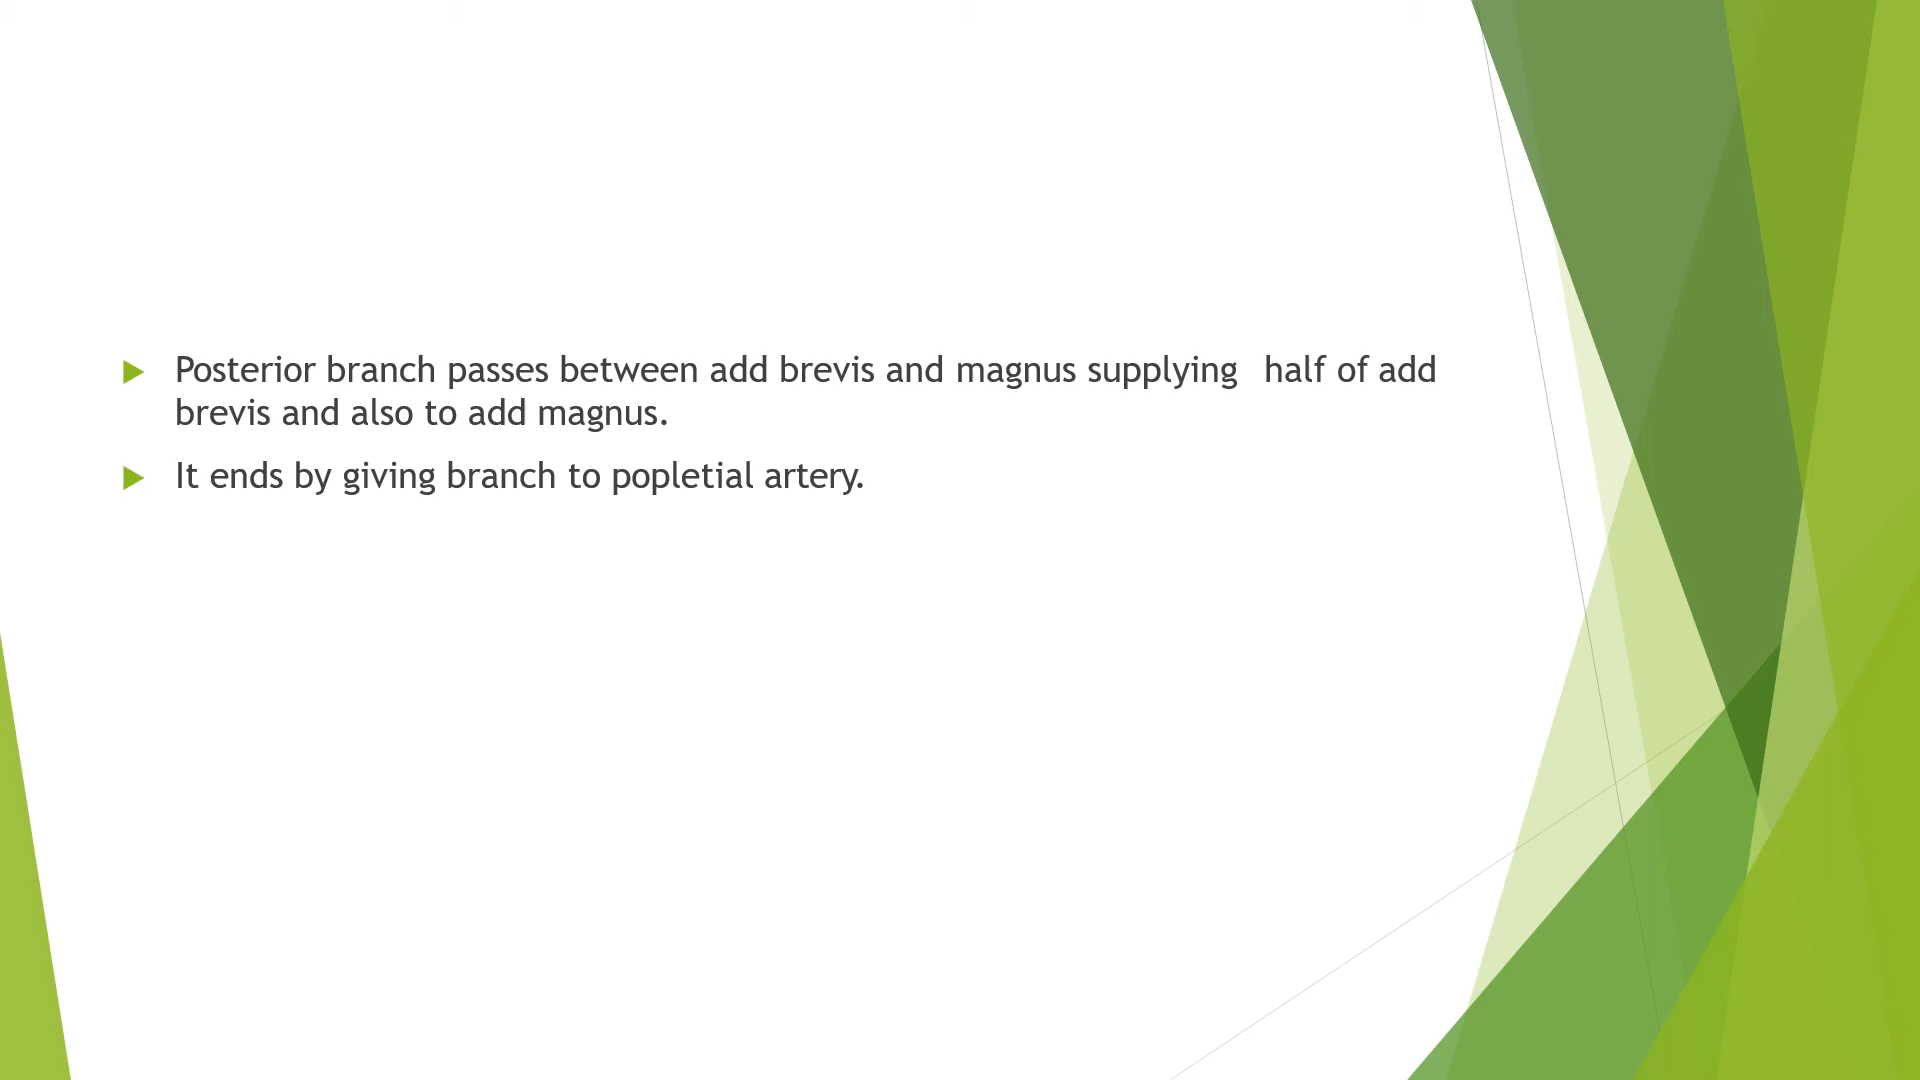 Posterior branch passes between add brevis and magnus supplying  half of add
brevis and also to add magnus.
It ends by giving branch to popletial artery.